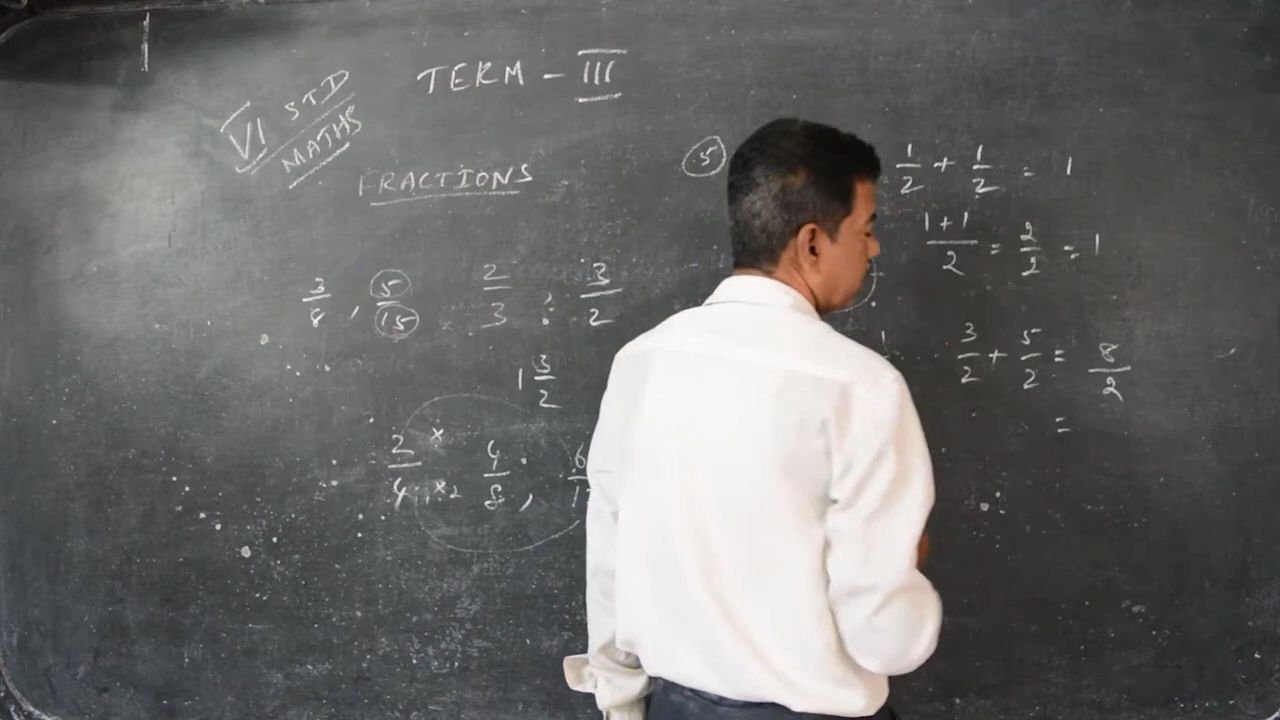 TERM - III
VI STD
MATHS
FRACTIONS
3/8 , 5/15 2/3 : 3/2
1 3/2
2/4 × ×2 4/8 , 6
5
1/2 + 1/2 = 1
1+1/2 = 2/2 = 1
3/2 + 5/2 = 8/2
=